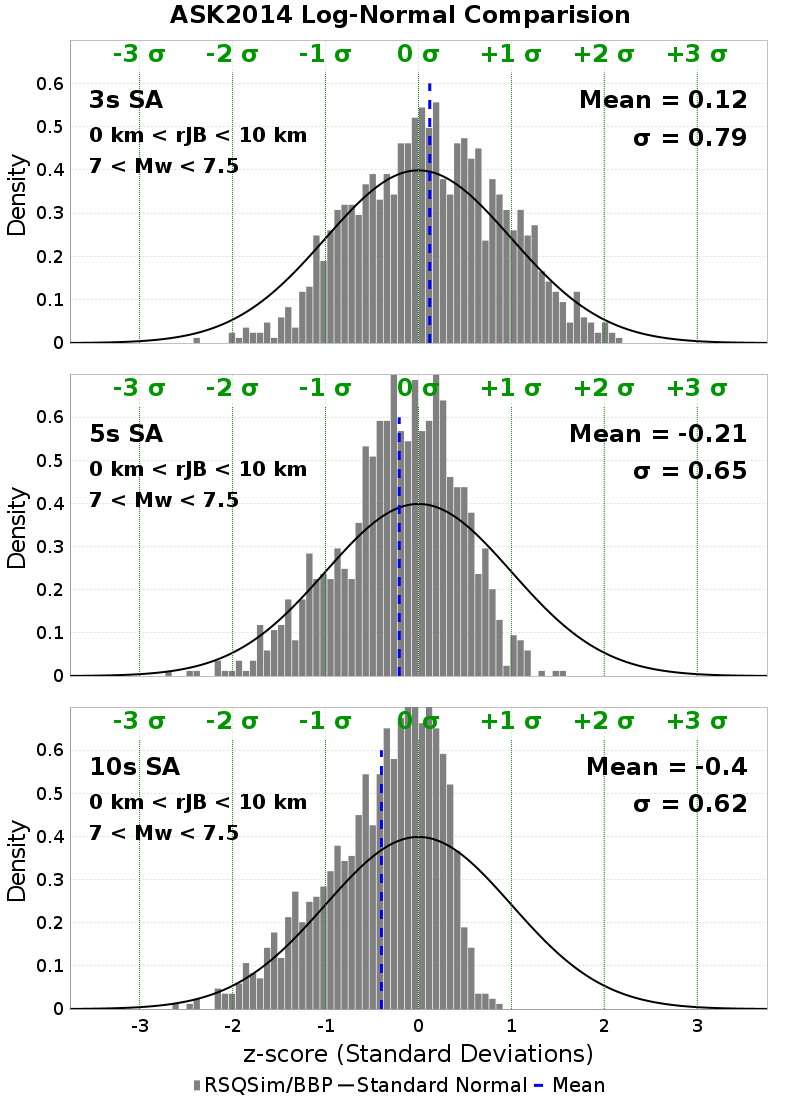 ASK2014 Log-Normal Comparision
-3 σ -2 σ -1 σ 0 σ +1 σ +2 σ +3 σ
3s SA
0 km < rJB < 10 km
7 < Mw < 7.5
Mean = 0.12
σ = 0.79
Density
0.6
0.5
0.4
0.3
0.2
0.1
0
-3 σ -2 σ -1 σ 0 σ +1 σ +2 σ +3 σ
5s SA
0 km < rJB < 10 km
7 < Mw < 7.5
Mean = -0.21
σ = 0.65
Density
0.6
0.5
0.4
0.3
0.2
0.1
0
-3 σ -2 σ -1 σ 0 σ +1 σ +2 σ +3 σ
10s SA
0 km < rJB < 10 km
7 < Mw < 7.5
Mean = -0.4
σ = 0.62
Density
0.6
0.5
0.4
0.3
0.2
0.1
0
-3 -2 -1 0 1 2 3
z-score (Standard Deviations)
RSQSim/BBP Standard Normal Mean